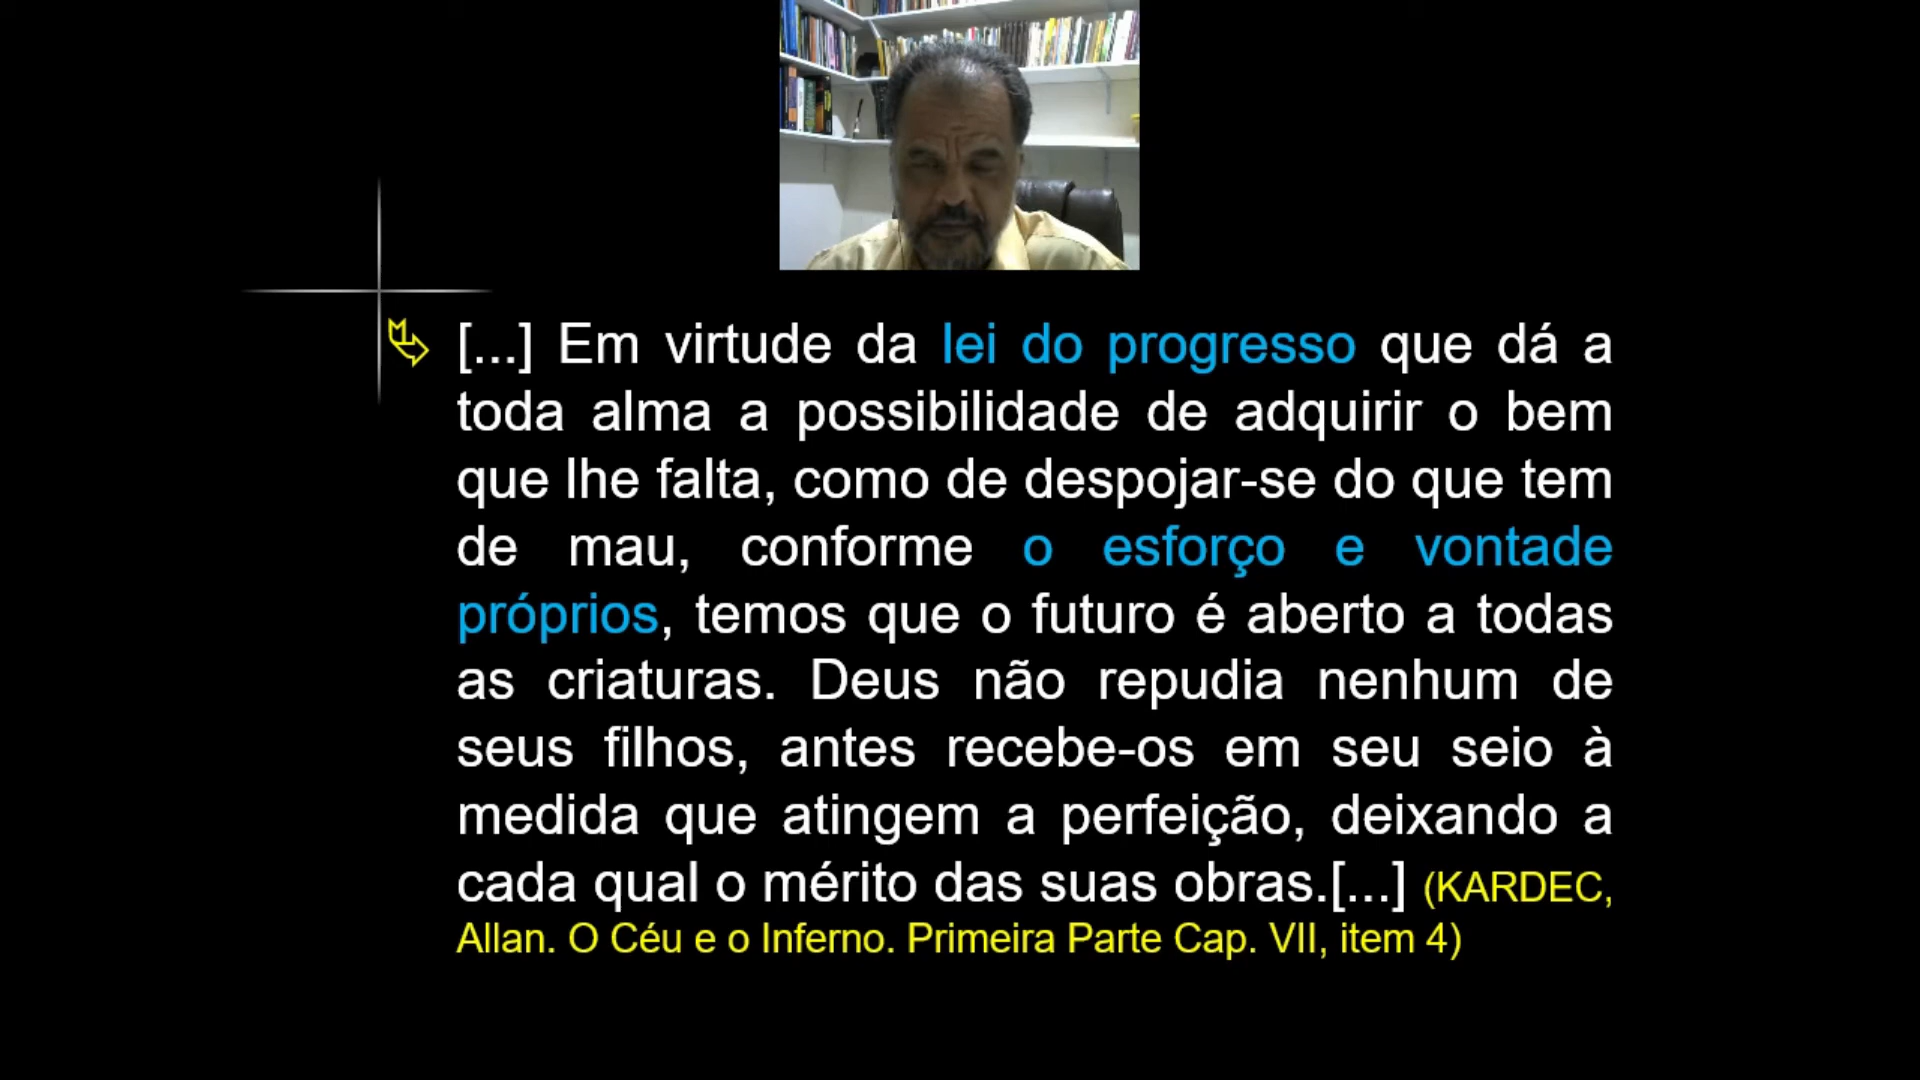 [...] Em virtude da lei do progresso que dá a
toda alma a possibilidade de adquirir o bem
que lhe falta, como de despojar-se do que tem
de mau, conforme o esforço e vontade
próprios, temos que o futuro é aberto a todas
as criaturas. Deus não repudia nenhum de
seus filhos, antes recebe-os em seu seio à
medida que atingem a perfeição, deixando a
cada qual o mérito das suas obras.[...] (KARDEC,
Allan. O Céu e o Inferno. Primeira Parte Cap. VII, item 4)